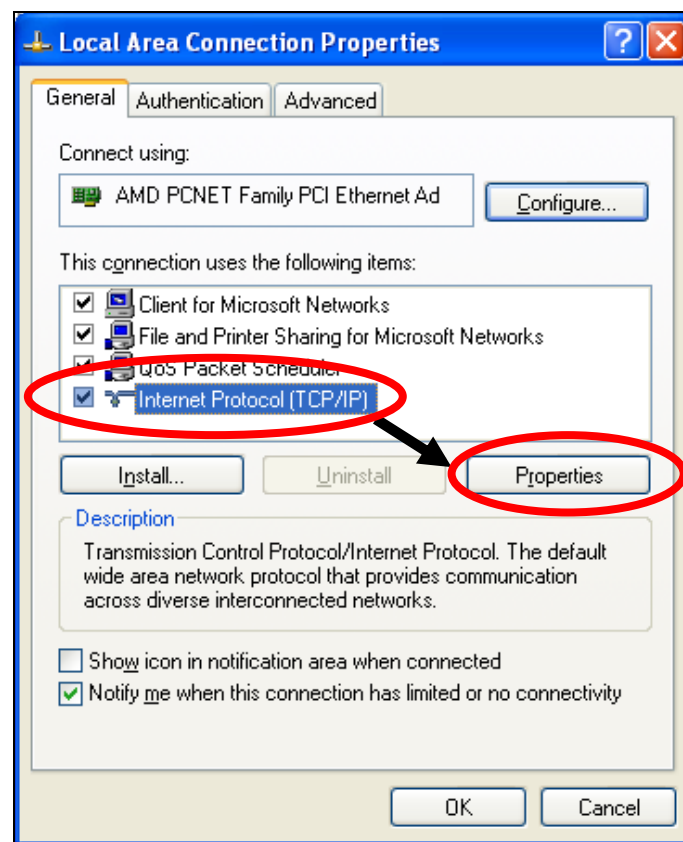 Local Area Connection Properties
General Authentication Advanced
Connect using:
AMD PCNET Family PCI Ethernet Ad
Configure...
This connection uses the following items:
Client for Microsoft Networks
File and Printer Sharing for Microsoft Networks
QoS Packet Scheduler
Internet Protocol (TCP/IP)
Install... Uninstall Properties
Description
Transmission Control Protocol/Internet Protocol. The default
wide area network protocol that provides communication
across diverse interconnected networks.
Show icon in notification area when connected
Notify me when this connection has limited or no connectivity
OK Cancel